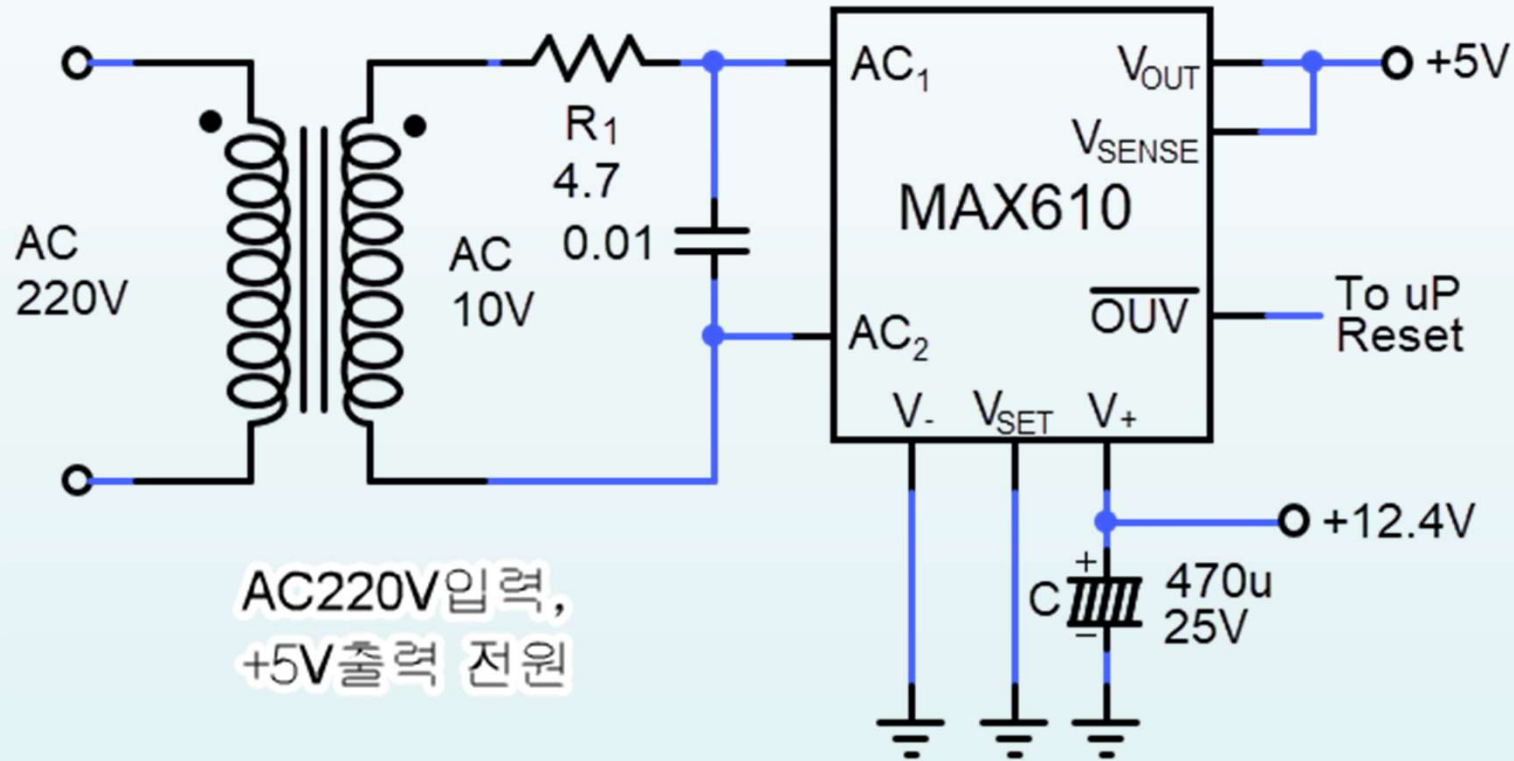 AC
220V
AC
10V
R1
4.7
0.01
AC1
AC2
MAX610
VOUT
VSENSE
OUV
V-
VSET
V+
+5V
To uP
Reset
+12.4V
+
C
−
470u
25V
AC220V입력,
+5V출력 전원